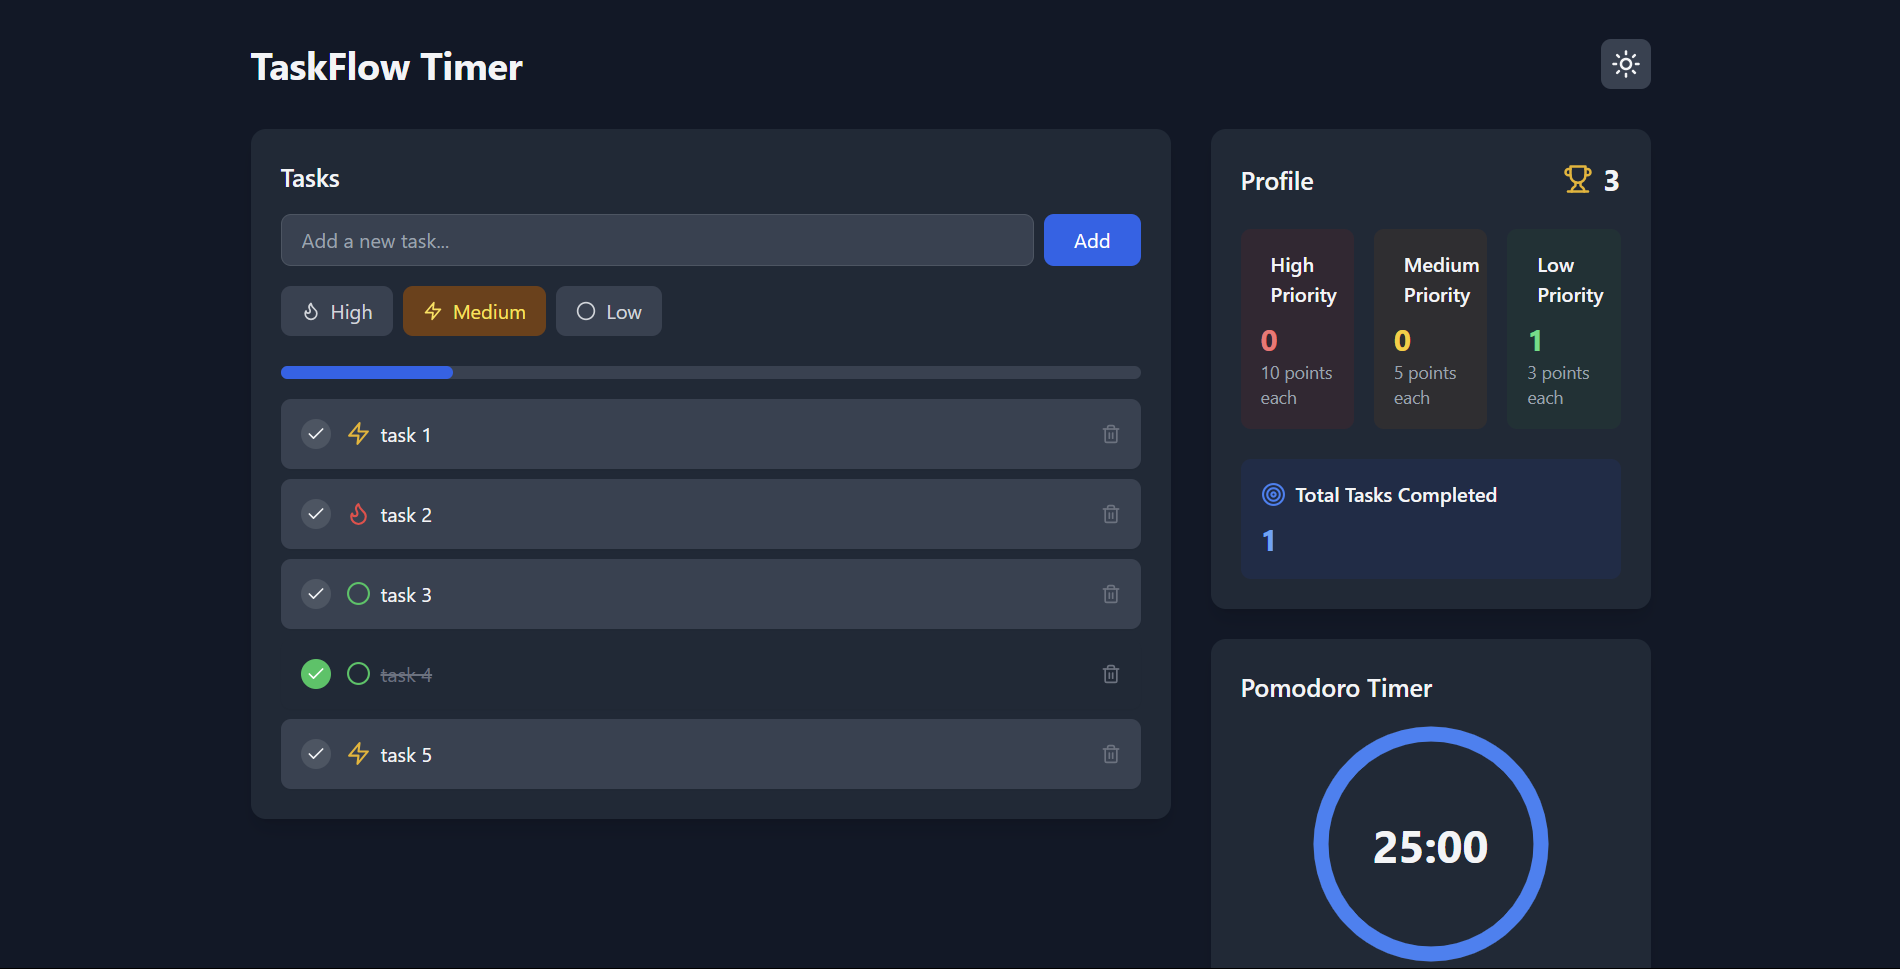 TaskFlow Timer
Tasks
Add a new task...
Add
High
Medium
Low
task 1
task 2
task 3
task 4
task 5
Profile
3
High
Priority
0
10 points
each
Medium
Priority
0
5 points
each
Low
Priority
1
3 points
each
Total Tasks Completed
1
Pomodoro Timer
25:00